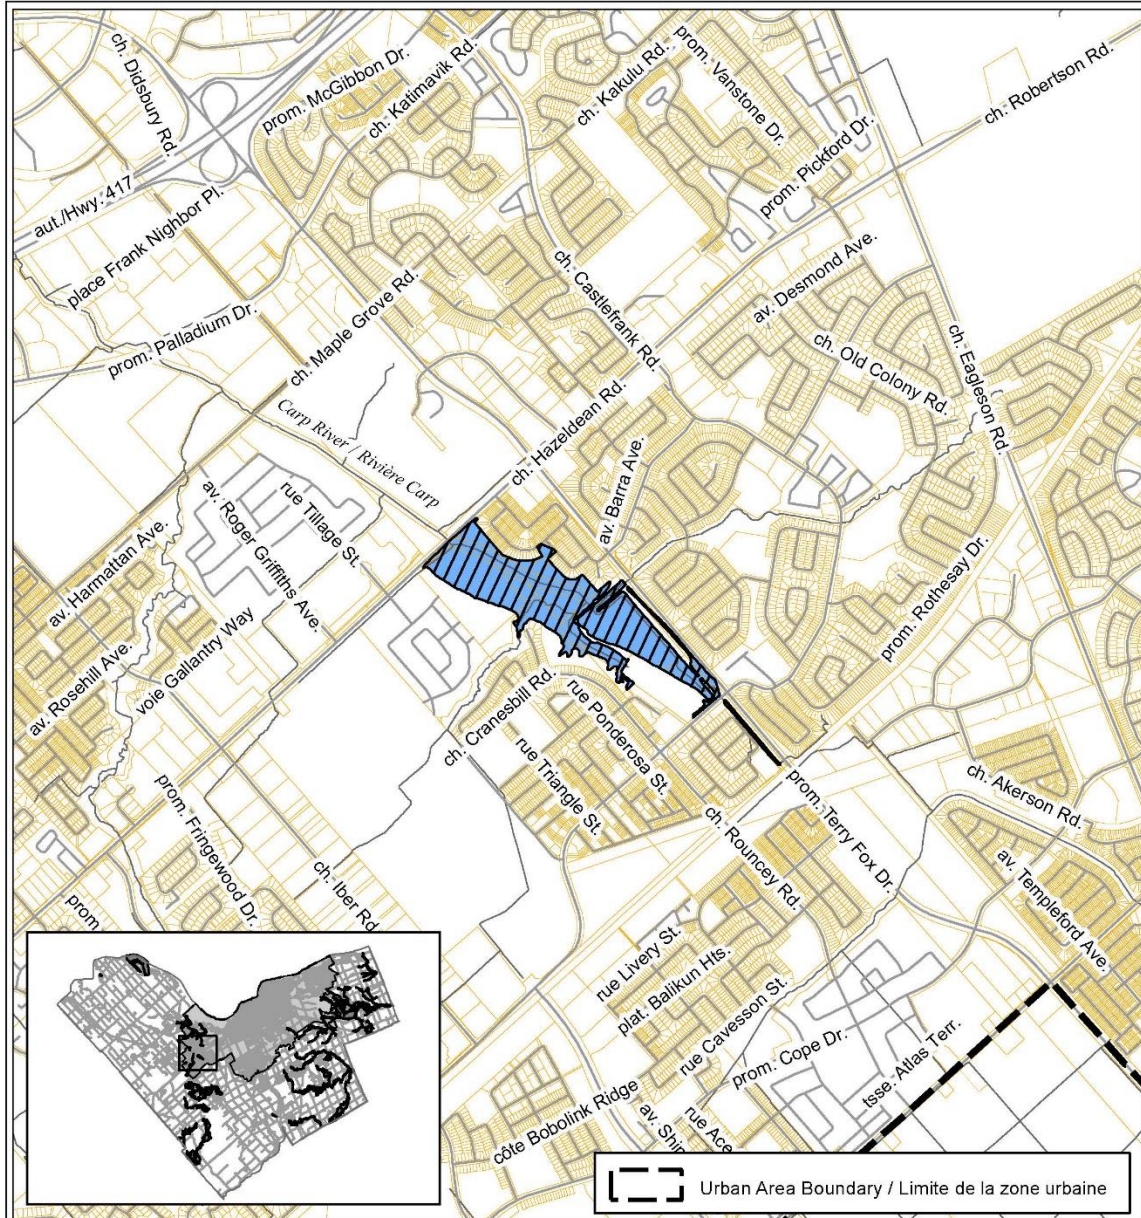 ch. Didsbury Rd.
prom. McGibbon Dr.
ch. Katimavik Rd.
ch. Kakulu Rd.
prom. Vanstone Dr.
ch. Robertson Rd.
prom. Pickford Dr.
aut./Hwy. 417
place Frank Nighbor Pl.
prom. Palladium Dr.
ch. Maple Grove Rd.
ch. Castlefrank Rd.
av. Desmond Ave.
ch. Old Colony Rd.
ch. Eagleson Rd.
Carp River / Rivière Carp
ch. Hazeldean Rd.
av. Barra Ave.
rue Tillage St.
av. Roger Griffiths Ave.
av. Harmattan Ave.
av. Rosehill Ave.
voie Gallantry Way
prom. Rothesay Dr.
ch. Cranesbill Rd.
rue Ponderosa St.
rue Triangle St.
prom. Fringewood Dr.
ch. Iber Rd.
prom.
ch. Rouncey Rd.
prom. Terry Fox Dr.
ch. Akerson Rd.
av. Templeford Ave.
rue Livery St.
plat. Balikun Hts.
rue Cavesson St.
prom. Cope Dr.
tsse. Atlas Terr.
côte Bobolink Ridge
av. Shin
rue Ace
Urban Area Boundary / Limite de la zone urbaine